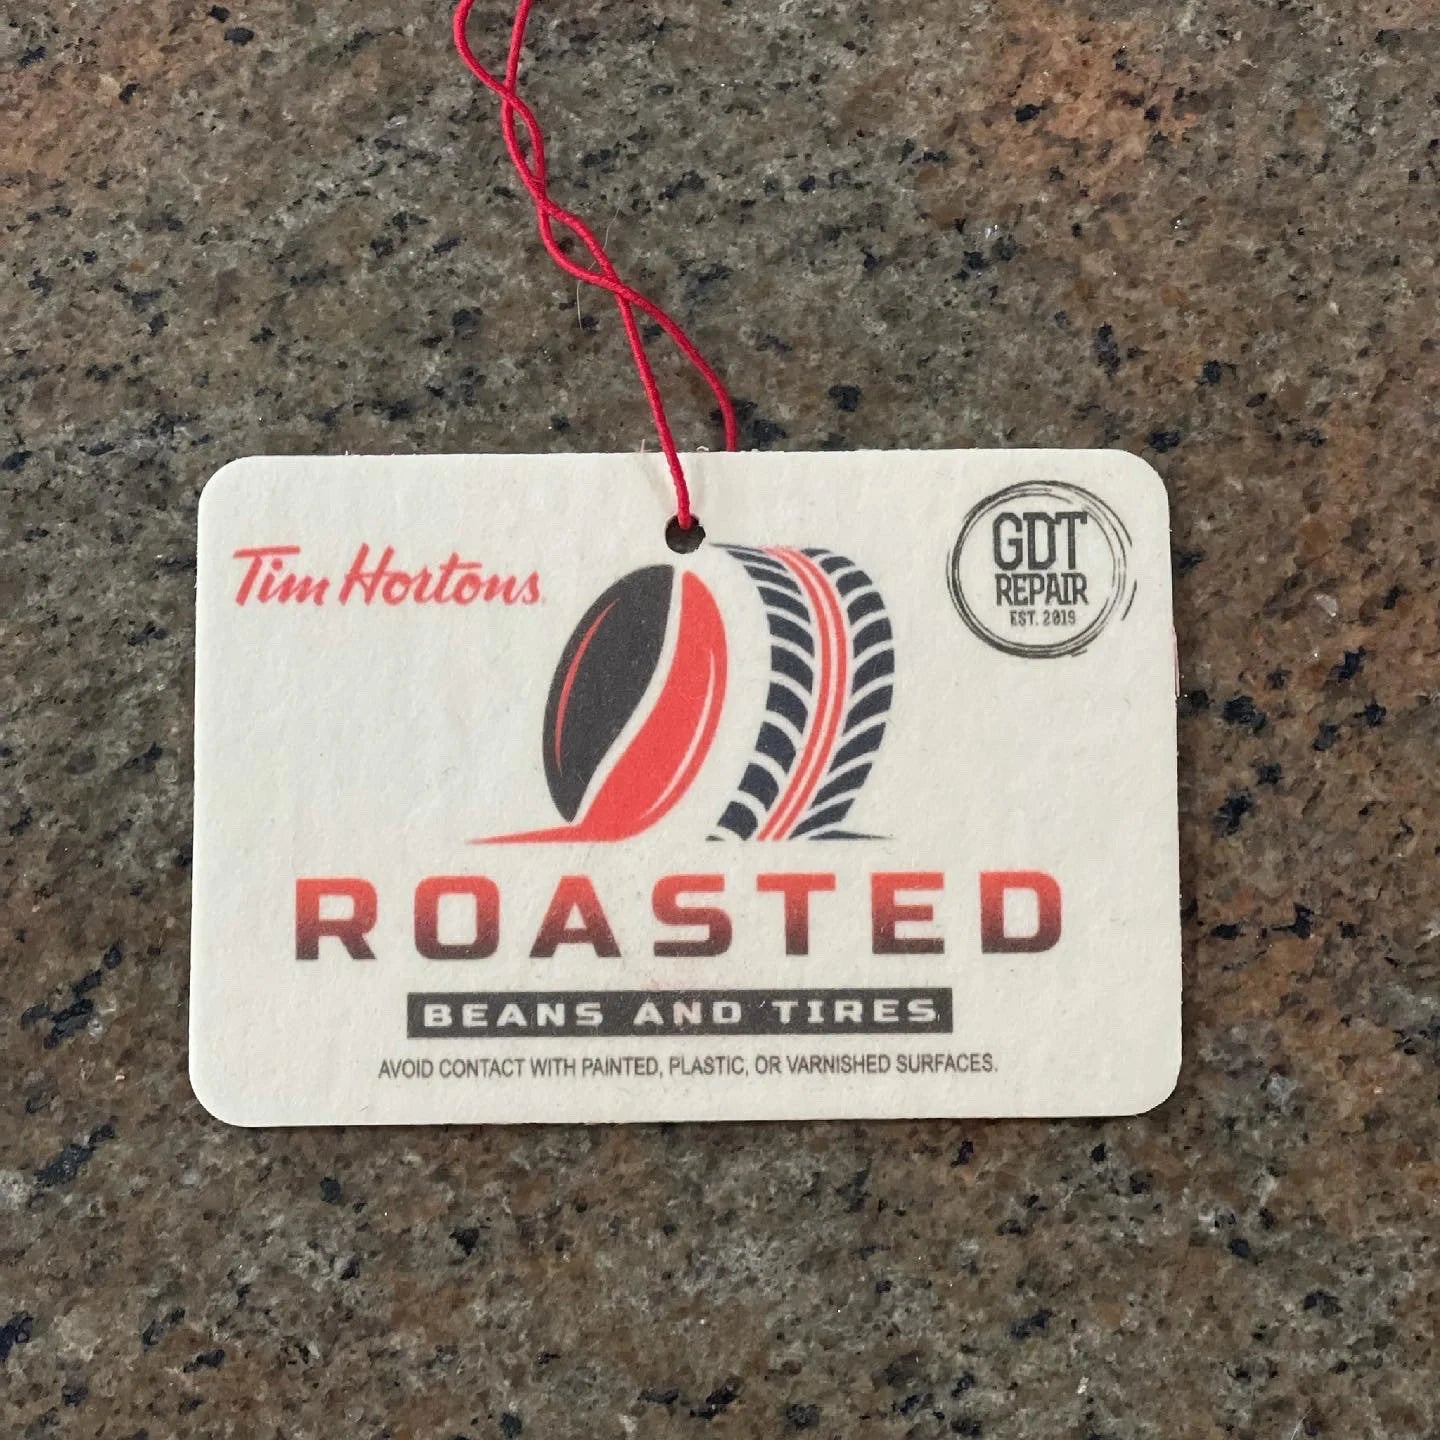 Tim Hortons
GDT
REPAIR
EST. 2019
ROASTED
BEANS AND TIRES
AVOID CONTACT WITH PAINTED, PLASTIC, OR VARNISHED SURFACES.